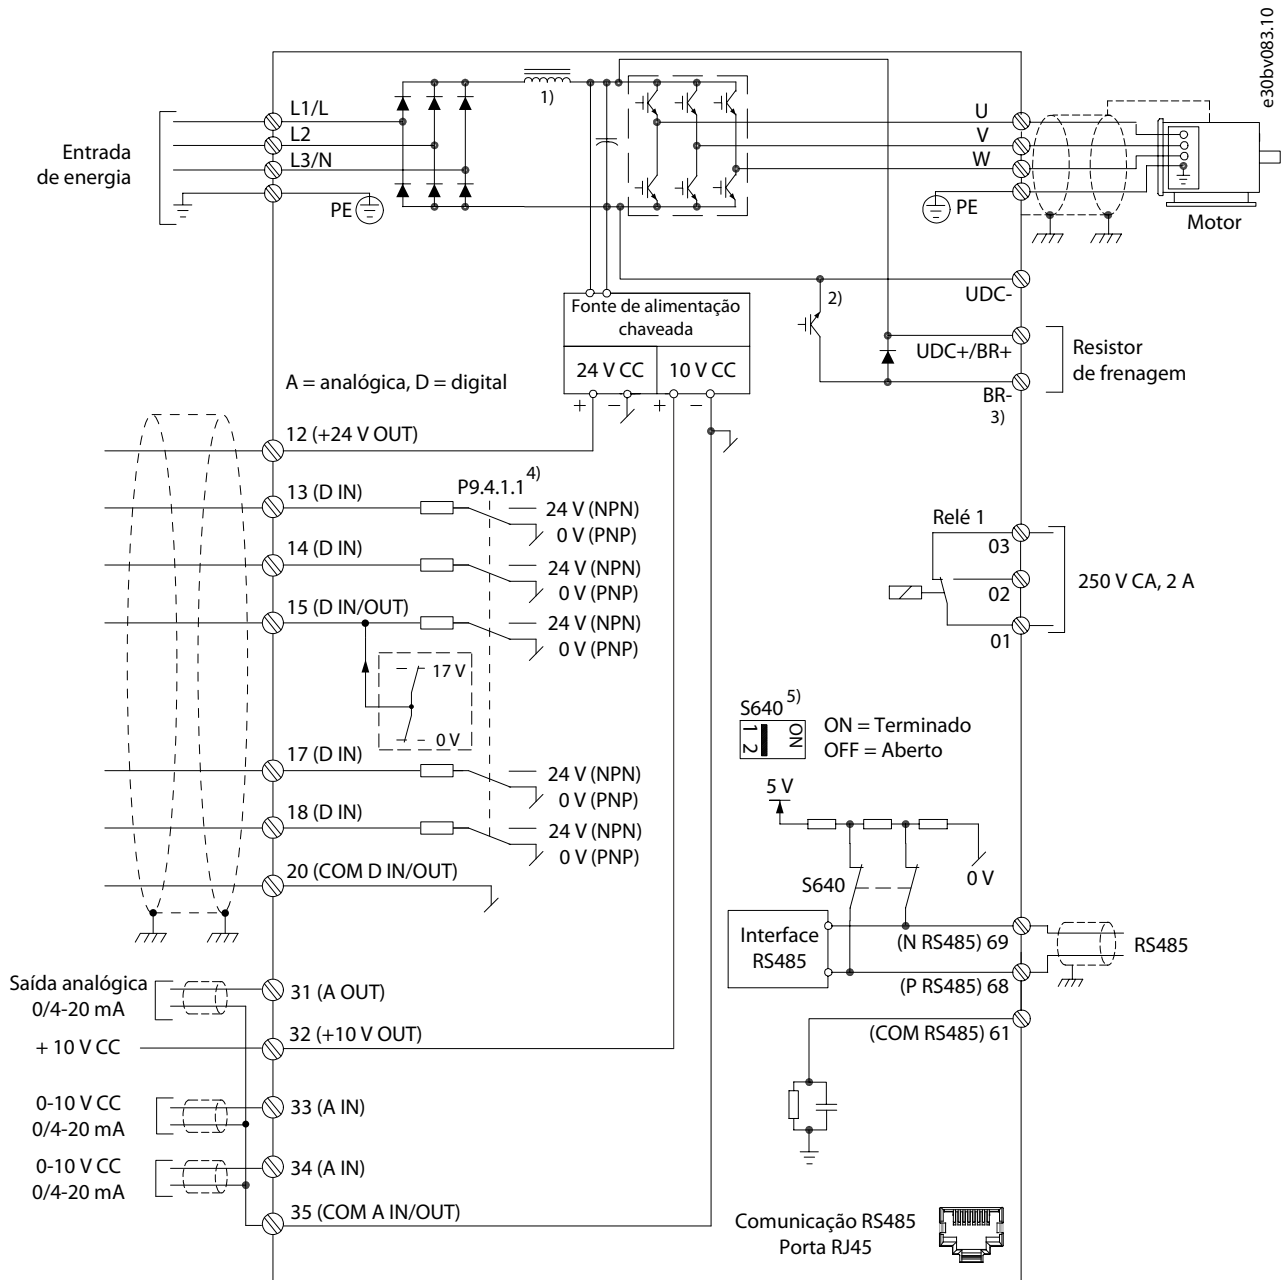 e30bv083.10
Entrada
de energia
L1/L
L2
L3/N
PE
1)
U
V
W
PE
Motor
UDC-
2)
UDC+/BR+
BR-
3)
Resistor
de frenagem
Fonte de alimentação
chaveada
24 V CC
10 V CC
+
−
+
−
A = analógica, D = digital
12 (+24 V OUT)
13 (D IN)
P9.4.1.1 4)
24 V (NPN)
0 V (PNP)
14 (D IN)
24 V (NPN)
0 V (PNP)
15 (D IN/OUT)
24 V (NPN)
0 V (PNP)
17 V
0 V
17 (D IN)
24 V (NPN)
0 V (PNP)
18 (D IN)
24 V (NPN)
0 V (PNP)
20 (COM D IN/OUT)
Relé 1
03
02
01
250 V CA, 2 A
S640 5)
1 2
ON
ON = Terminado
OFF = Aberto
5 V
0 V
S640
Interface
RS485
(N RS485) 69
(P RS485) 68
RS485
(COM RS485) 61
Saída analógica
0/4-20 mA
31 (A OUT)
+ 10 V CC
32 (+10 V OUT)
0-10 V CC
0/4-20 mA
33 (A IN)
0-10 V CC
0/4-20 mA
34 (A IN)
35 (COM A IN/OUT)
Comunicação RS485
Porta RJ45